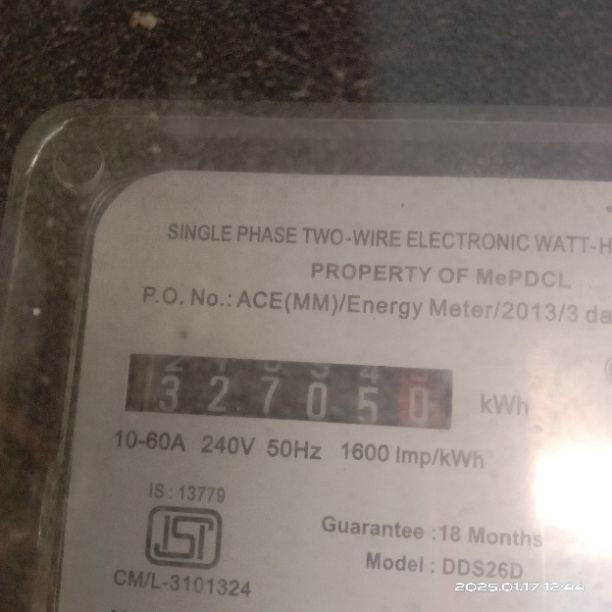 SINGLE PHASE TWO-WIRE ELECTRONIC WATT-H
PROPERTY OF MePDCL
P.O. No.: ACE(MM)/Energy Meter/2013/3 da
327050 kWh
10-60A 240V 50Hz 1600 Imp/kWh
IS : 13779
ISI
CM/L-3101324
Guarantee :18 Months
Model : DDS26D
2025.01.17 12:44